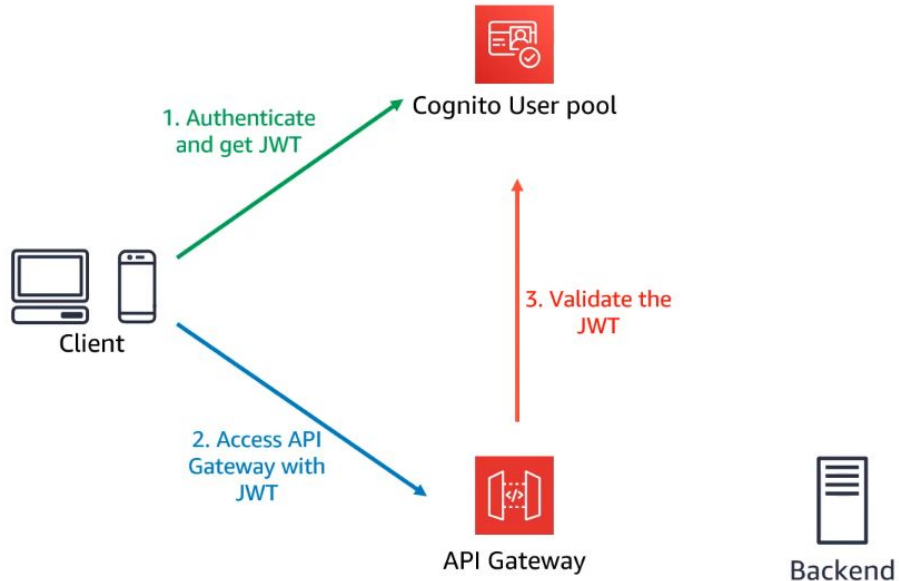 Cognito User pool
1. Authenticate
and get JWT
3. Validate the
JWT
Client
2. Access API
Gateway with
JWT
</>
API Gateway
Backend